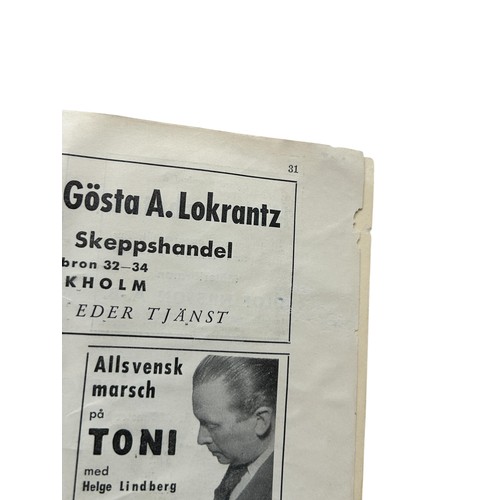 31
Gösta A. Lokrantz
Skeppshandel
bron 32—34
KHOLM
EDER TJÄNST
Allsvensk
marsch
på
TONI
med
Helge Lindberg